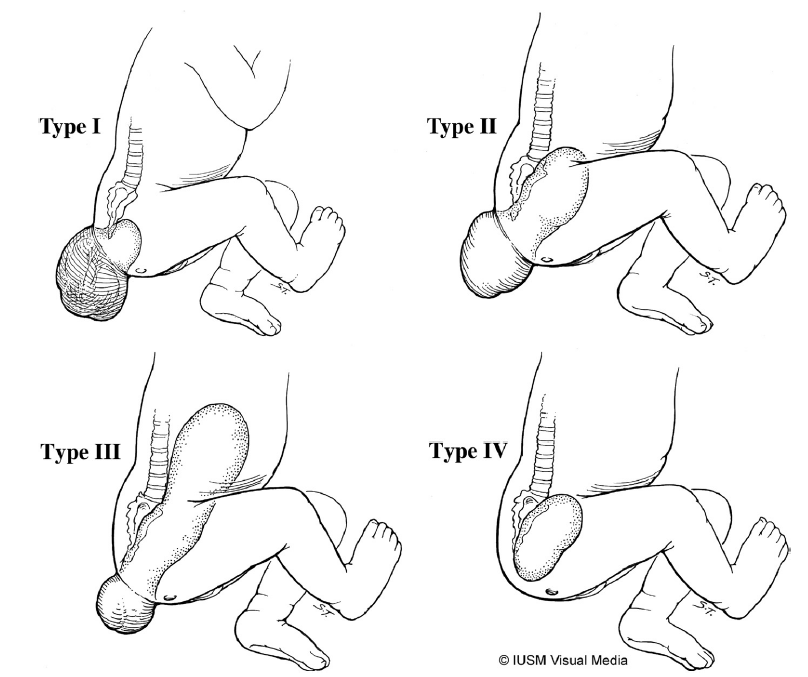 Type I
Type II
Type III
Type IV
© IUSM Visual Media